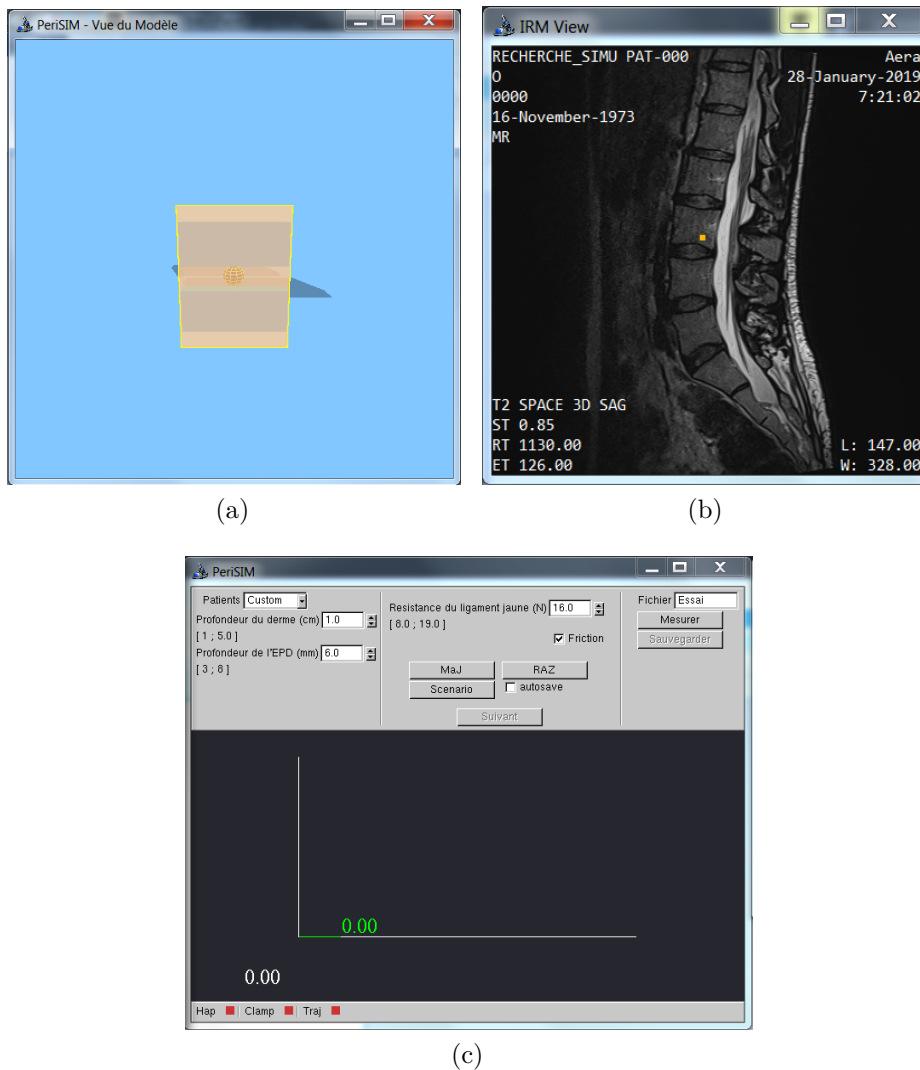 PeriSIM - Vue du Modèle
IRM View
RECHERCHE_SIMU PAT-000
Aera
O
28-January-2019
0000
7:21:02
16-November-1973
MR
T2 SPACE 3D SAG
ST 0.85
RT 1130.00
L: 147.00
ET 126.00
W: 328.00
(a)
(b)
PeriSIM
Patients Custom
Resistance du ligament jaune (N) 16.0
Fichier Essai
Profondeur du derme (cm) 1.0
[ 8.0 ; 19.0 ]
Mesurer
[ 1 ; 5.0 ]
Friction
Sauvegarder
Profondeur de l'EPD (mm) 6.0
[ 3 ; 8 ]
MaJ
RAZ
Scenario
autosave
Suivant
0.00
0.00
Hap
Clamp
Traj
(c)